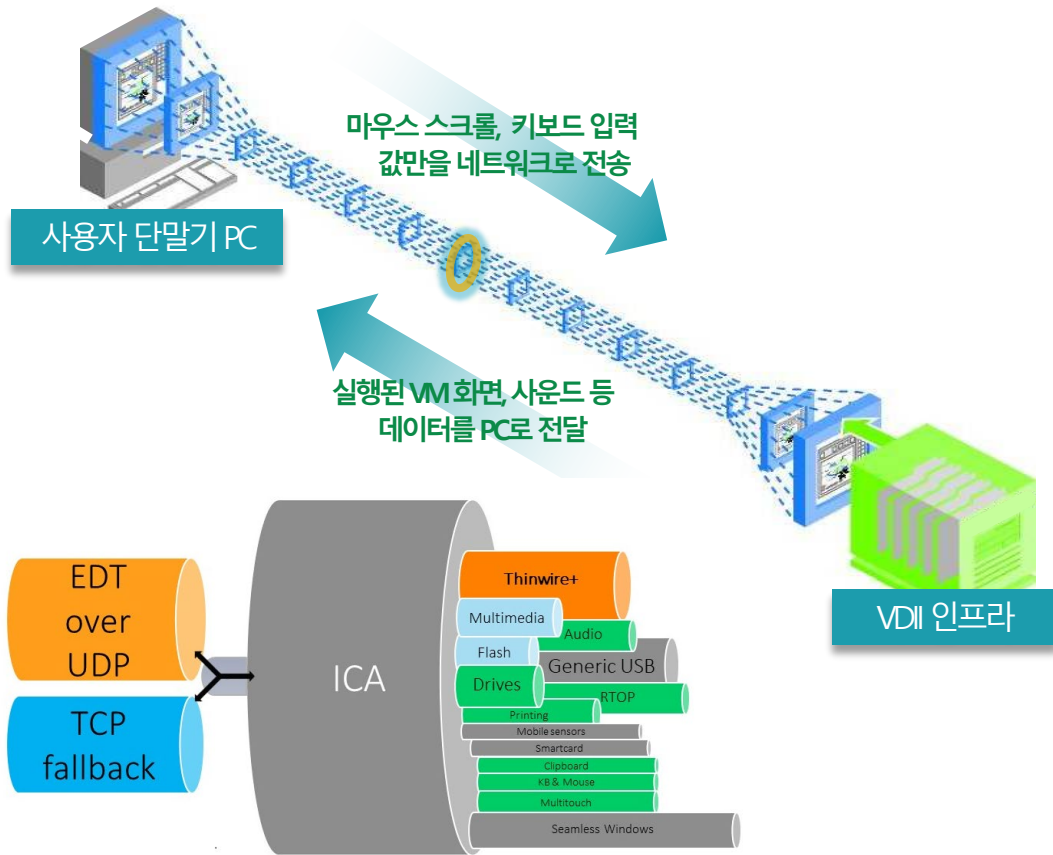 마우스 스크롤, 키보드 입력
값만을 네트워크로 전송
사용자 단말기 PC
실행된 VM 화면, 사운드 등
데이터를 PC로 전달
VDI 인프라
EDT
over
UDP
TCP
fallback
ICA
Thinwire+
Multimedia
Audio
Flash
Generic USB
Drives
RTOP
Printing
Mobile sensors
Smartcard
Clipboard
KB & Mouse
Multitouch
Seamless Windows